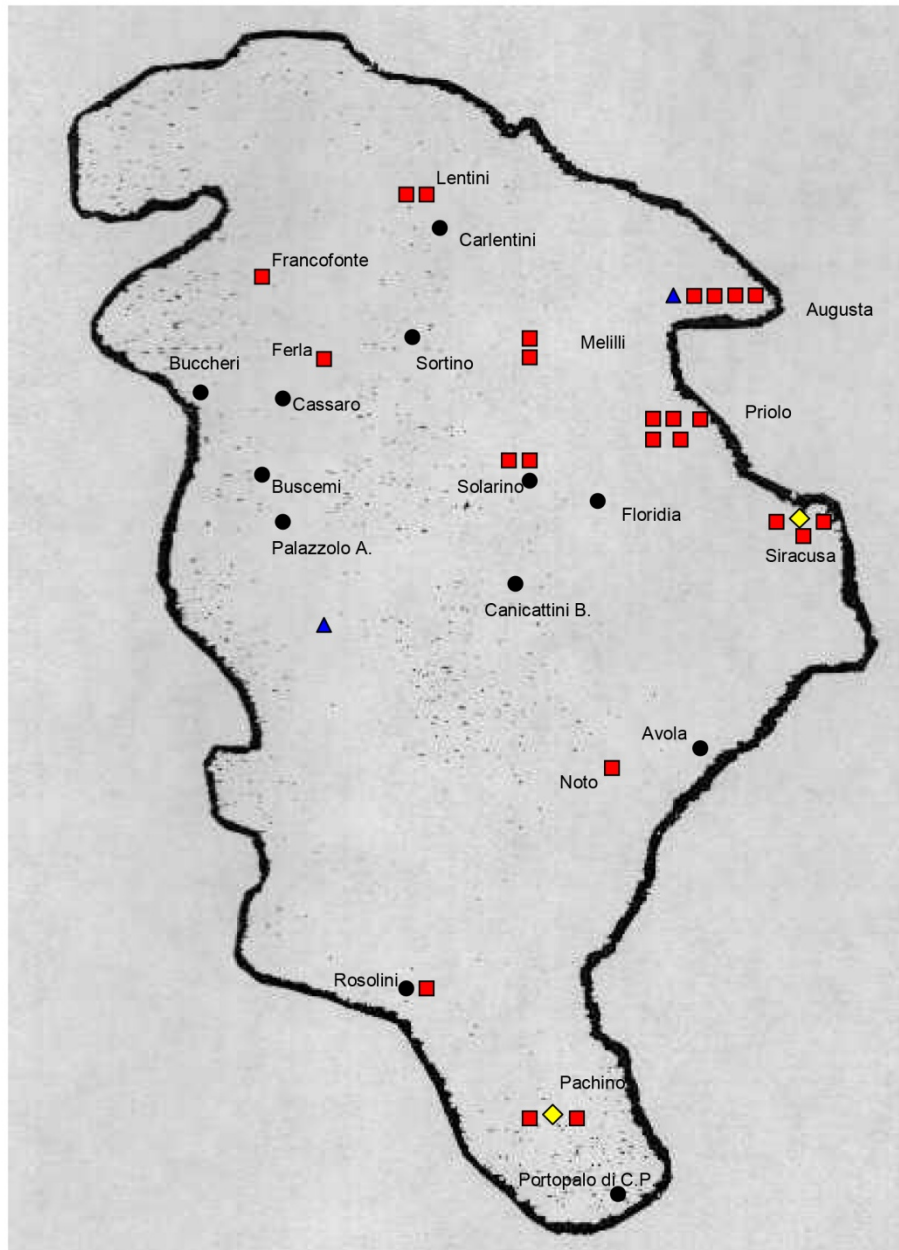 Lentini
Carlentini
Francofonte
Augusta
Ferla
Sortino
Melilli
Buccheri
Cassaro
Priolo
Buscemi
Solarino
Floridia
Palazzolo A.
Siracusa
Canicattini B.
Avola
Noto
Rosolini
Pachino
Portopalo di C.P